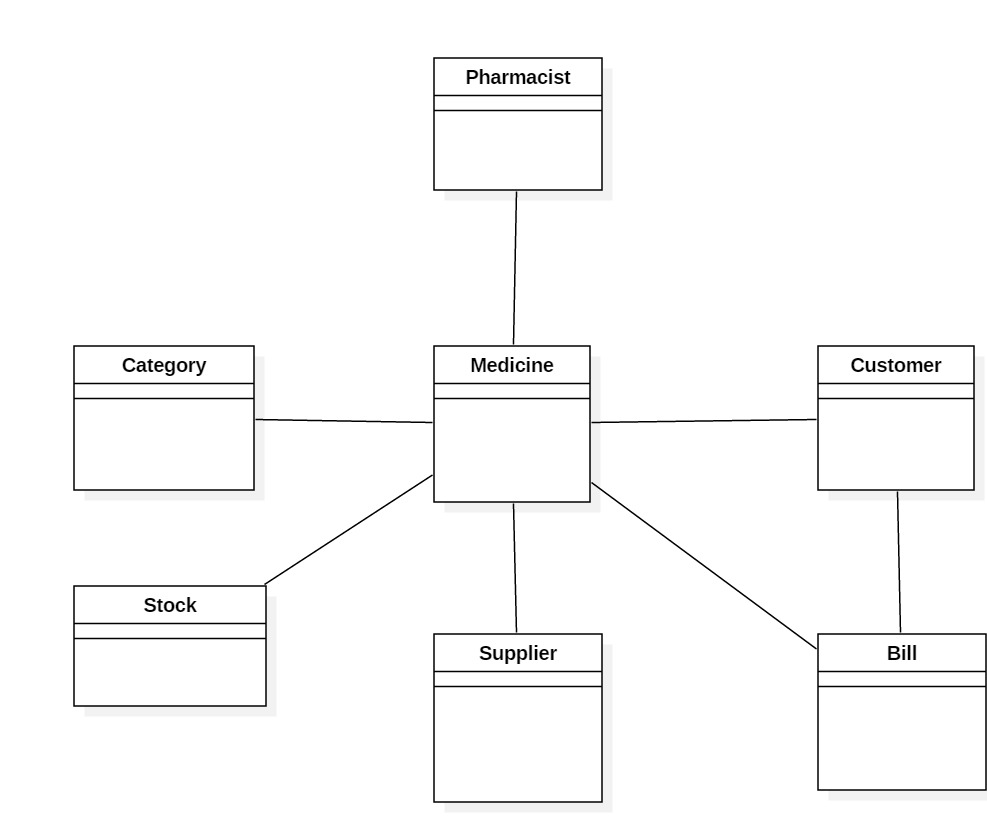 Pharmacist
Category
Medicine
Customer
Stock
Supplier
Bill